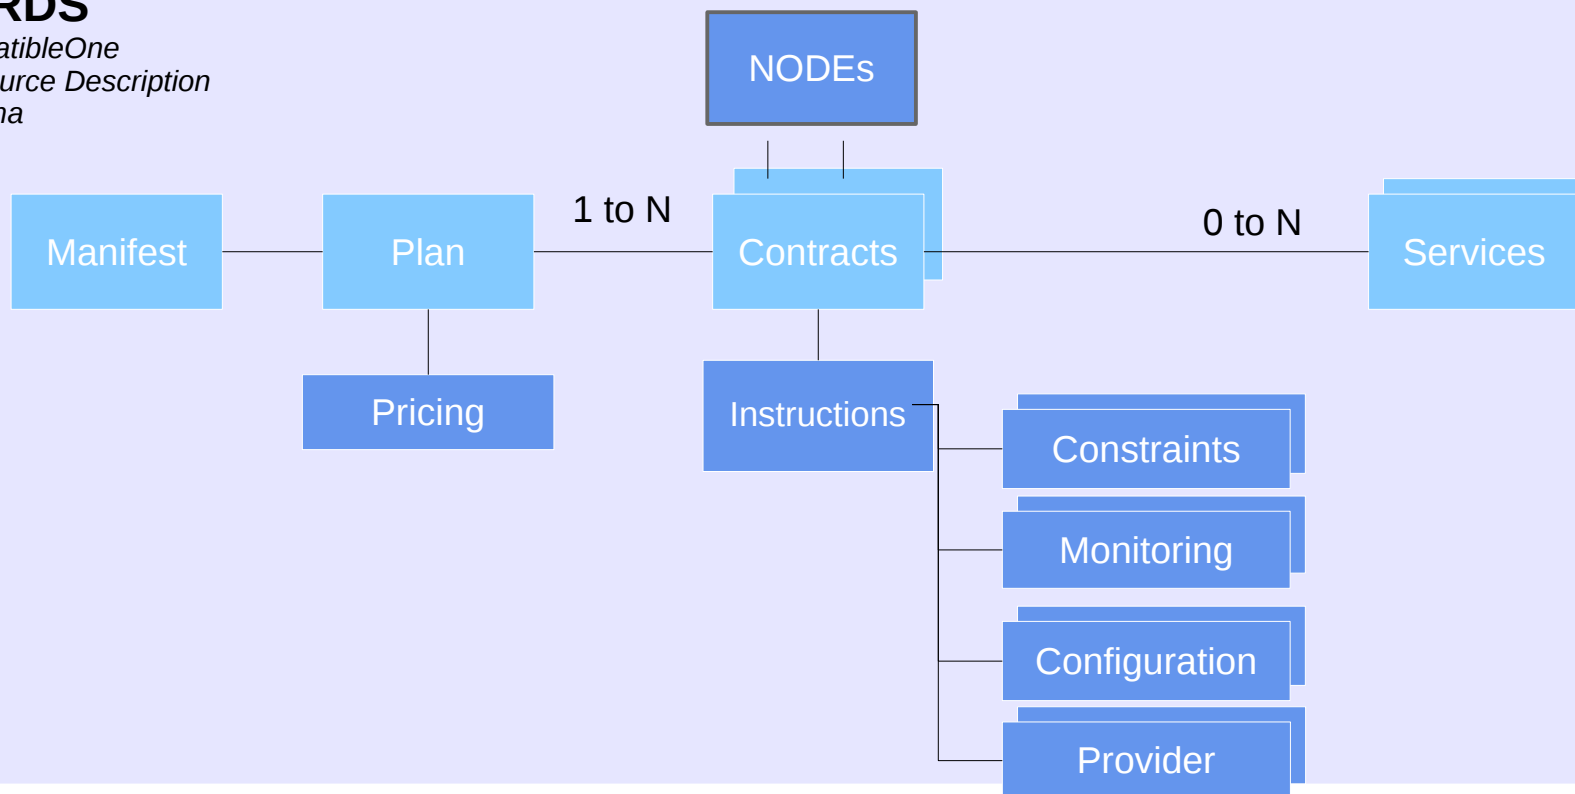 RDS
atibleOne
urce Description
na
NODEs
1 to N
0 to N
Manifest
Plan
Contracts
Services
Pricing
Instructions
Constraints
Monitoring
Configuration
Provider